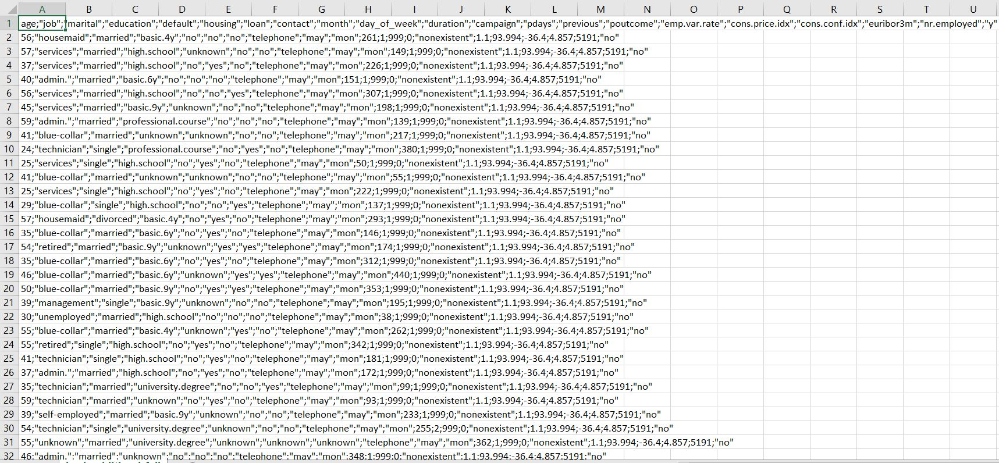 A B C D E F G H I J K L M N O P Q R S T U
1 age;"job";"marital";"education";"default";"housing";"loan";"contact";"month";"day_of_week";"duration";"campaign";"pdays";"previous";"poutcome";"emp.var.rate";"cons.price.idx";"cons.conf.idx";"euribor3m";"nr.employed";"y"
2 56;"housemaid";"married";"basic.4y";"no";"no";"no";"telephone";"may";"mon";261;1;999;0;"nonexistent";1.1;93.994;-36.4;4.857;5191;"no"
3 57;"services";"married";"high.school";"unknown";"no";"no";"telephone";"may";"mon";149;1;999;0;"nonexistent";1.1;93.994;-36.4;4.857;5191;"no"
4 37;"services";"married";"high.school";"no";"yes";"no";"telephone";"may";"mon";226;1;999;0;"nonexistent";1.1;93.994;-36.4;4.857;5191;"no"
5 40;"admin.";"married";"basic.6y";"no";"no";"no";"telephone";"may";"mon";151;1;999;0;"nonexistent";1.1;93.994;-36.4;4.857;5191;"no"
6 56;"services";"married";"high.school";"no";"no";"yes";"telephone";"may";"mon";307;1;999;0;"nonexistent";1.1;93.994;-36.4;4.857;5191;"no"
7 45;"services";"married";"basic.9y";"unknown";"no";"no";"telephone";"may";"mon";198;1;999;0;"nonexistent";1.1;93.994;-36.4;4.857;5191;"no"
8 59;"admin.";"married";"professional.course";"no";"no";"no";"telephone";"may";"mon";139;1;999;0;"nonexistent";1.1;93.994;-36.4;4.857;5191;"no"
9 41;"blue-collar";"married";"unknown";"unknown";"no";"no";"telephone";"may";"mon";217;1;999;0;"nonexistent";1.1;93.994;-36.4;4.857;5191;"no"
10 24;"technician";"single";"professional.course";"no";"yes";"no";"telephone";"may";"mon";380;1;999;0;"nonexistent";1.1;93.994;-36.4;4.857;5191;"no"
11 25;"services";"single";"high.school";"no";"yes";"no";"telephone";"may";"mon";50;1;999;0;"nonexistent";1.1;93.994;-36.4;4.857;5191;"no"
12 41;"blue-collar";"married";"unknown";"unknown";"no";"no";"telephone";"may";"mon";55;1;999;0;"nonexistent";1.1;93.994;-36.4;4.857;5191;"no"
13 25;"services";"single";"high.school";"no";"yes";"no";"telephone";"may";"mon";222;1;999;0;"nonexistent";1.1;93.994;-36.4;4.857;5191;"no"
14 29;"blue-collar";"single";"high.school";"no";"no";"yes";"telephone";"may";"mon";137;1;999;0;"nonexistent";1.1;93.994;-36.4;4.857;5191;"no"
15 57;"housemaid";"divorced";"basic.4y";"no";"yes";"no";"telephone";"may";"mon";293;1;999;0;"nonexistent";1.1;93.994;-36.4;4.857;5191;"no"
16 35;"blue-collar";"married";"basic.6y";"no";"yes";"no";"telephone";"may";"mon";146;1;999;0;"nonexistent";1.1;93.994;-36.4;4.857;5191;"no"
17 54;"retired";"married";"basic.9y";"unknown";"yes";"yes";"telephone";"may";"mon";174;1;999;0;"nonexistent";1.1;93.994;-36.4;4.857;5191;"no"
18 35;"blue-collar";"married";"basic.6y";"no";"yes";"no";"telephone";"may";"mon";312;1;999;0;"nonexistent";1.1;93.994;-36.4;4.857;5191;"no"
19 46;"blue-collar";"married";"basic.6y";"unknown";"yes";"yes";"telephone";"may";"mon";440;1;999;0;"nonexistent";1.1;93.994;-36.4;4.857;5191;"no"
20 50;"blue-collar";"married";"basic.9y";"no";"yes";"yes";"telephone";"may";"mon";353;1;999;0;"nonexistent";1.1;93.994;-36.4;4.857;5191;"no"
21 39;"management";"single";"basic.9y";"unknown";"no";"no";"telephone";"may";"mon";195;1;999;0;"nonexistent";1.1;93.994;-36.4;4.857;5191;"no"
22 30;"unemployed";"married";"high.school";"no";"no";"no";"telephone";"may";"mon";38;1;999;0;"nonexistent";1.1;93.994;-36.4;4.857;5191;"no"
23 55;"blue-collar";"married";"basic.4y";"unknown";"yes";"no";"telephone";"may";"mon";262;1;999;0;"nonexistent";1.1;93.994;-36.4;4.857;5191;"no"
24 55;"retired";"single";"high.school";"no";"yes";"no";"telephone";"may";"mon";342;1;999;0;"nonexistent";1.1;93.994;-36.4;4.857;5191;"no"
25 41;"technician";"single";"high.school";"no";"yes";"no";"telephone";"may";"mon";181;1;999;0;"nonexistent";1.1;93.994;-36.4;4.857;5191;"no"
26 37;"admin.";"married";"high.school";"no";"yes";"no";"telephone";"may";"mon";172;1;999;0;"nonexistent";1.1;93.994;-36.4;4.857;5191;"no"
27 35;"technician";"married";"university.degree";"no";"no";"yes";"telephone";"may";"mon";99;1;999;0;"nonexistent";1.1;93.994;-36.4;4.857;5191;"no"
28 59;"technician";"married";"unknown";"no";"yes";"no";"telephone";"may";"mon";93;1;999;0;"nonexistent";1.1;93.994;-36.4;4.857;5191;"no"
29 39;"self-employed";"married";"basic.9y";"unknown";"no";"no";"telephone";"may";"mon";233;1;999;0;"nonexistent";1.1;93.994;-36.4;4.857;5191;"no"
30 54;"technician";"single";"university.degree";"unknown";"no";"no";"telephone";"may";"mon";255;2;999;0;"nonexistent";1.1;93.994;-36.4;4.857;5191;"no"
31 55;"unknown";"married";"university.degree";"unknown";"unknown";"unknown";"telephone";"may";"mon";362;1;999;0;"nonexistent";1.1;93.994;-36.4;4.857;5191;"no"
32 46;"admin.";"married";"unknown";"no";"no";"no";"telephone";"may";"mon";348;1;999;0;"nonexistent";1.1;93.994;-36.4;4.857;5191;"no"